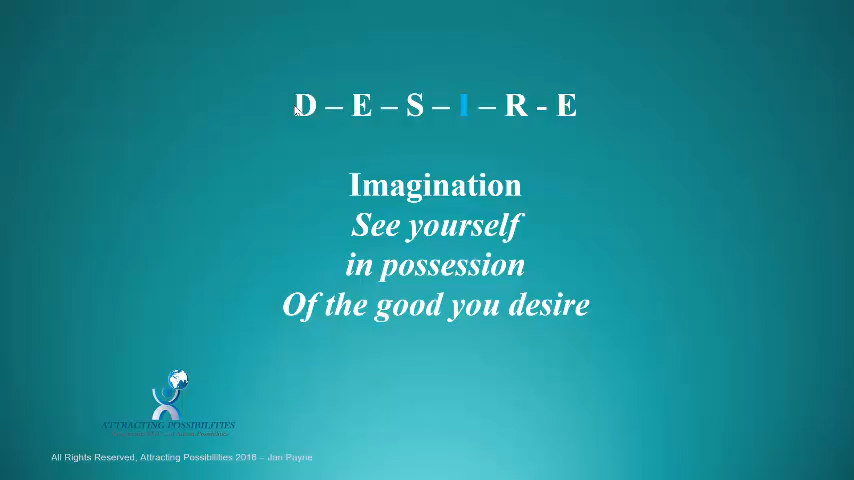 D – E – S – I – R - E
Imagination
See yourself
in possession
Of the good you desire
ATTRACTING POSSIBILITIES
All Rights Reserved, Attracting Possibilities 2018 – Jon Payne